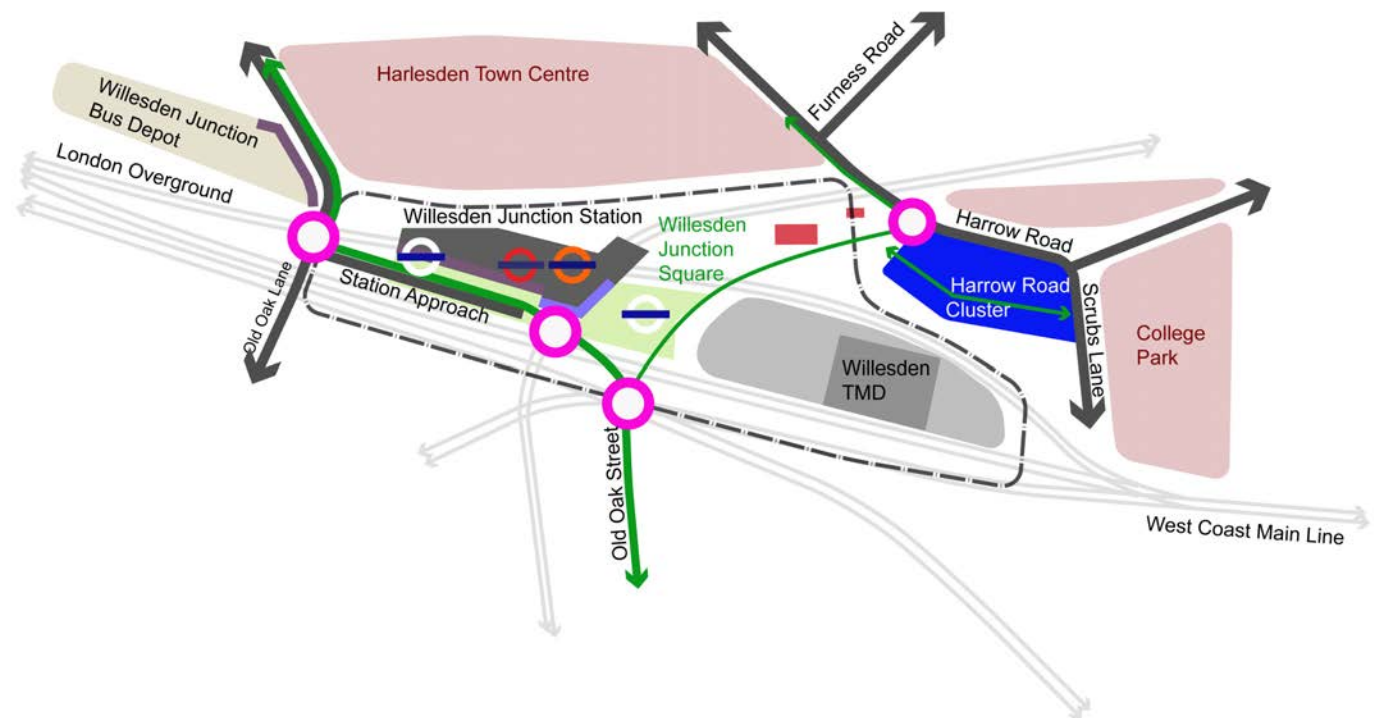 Harlesden Town Centre
Furness Road
Willesden Junction
Bus Depot
London Overground
Willesden Junction Station
Willesden
Junction
Square
Harrow Road
Old Oak Lane
Station Approach
Harrow Road
Cluster
Scrubs Lane
College
Park
Willesden
TMD
Old Oak Street
West Coast Main Line